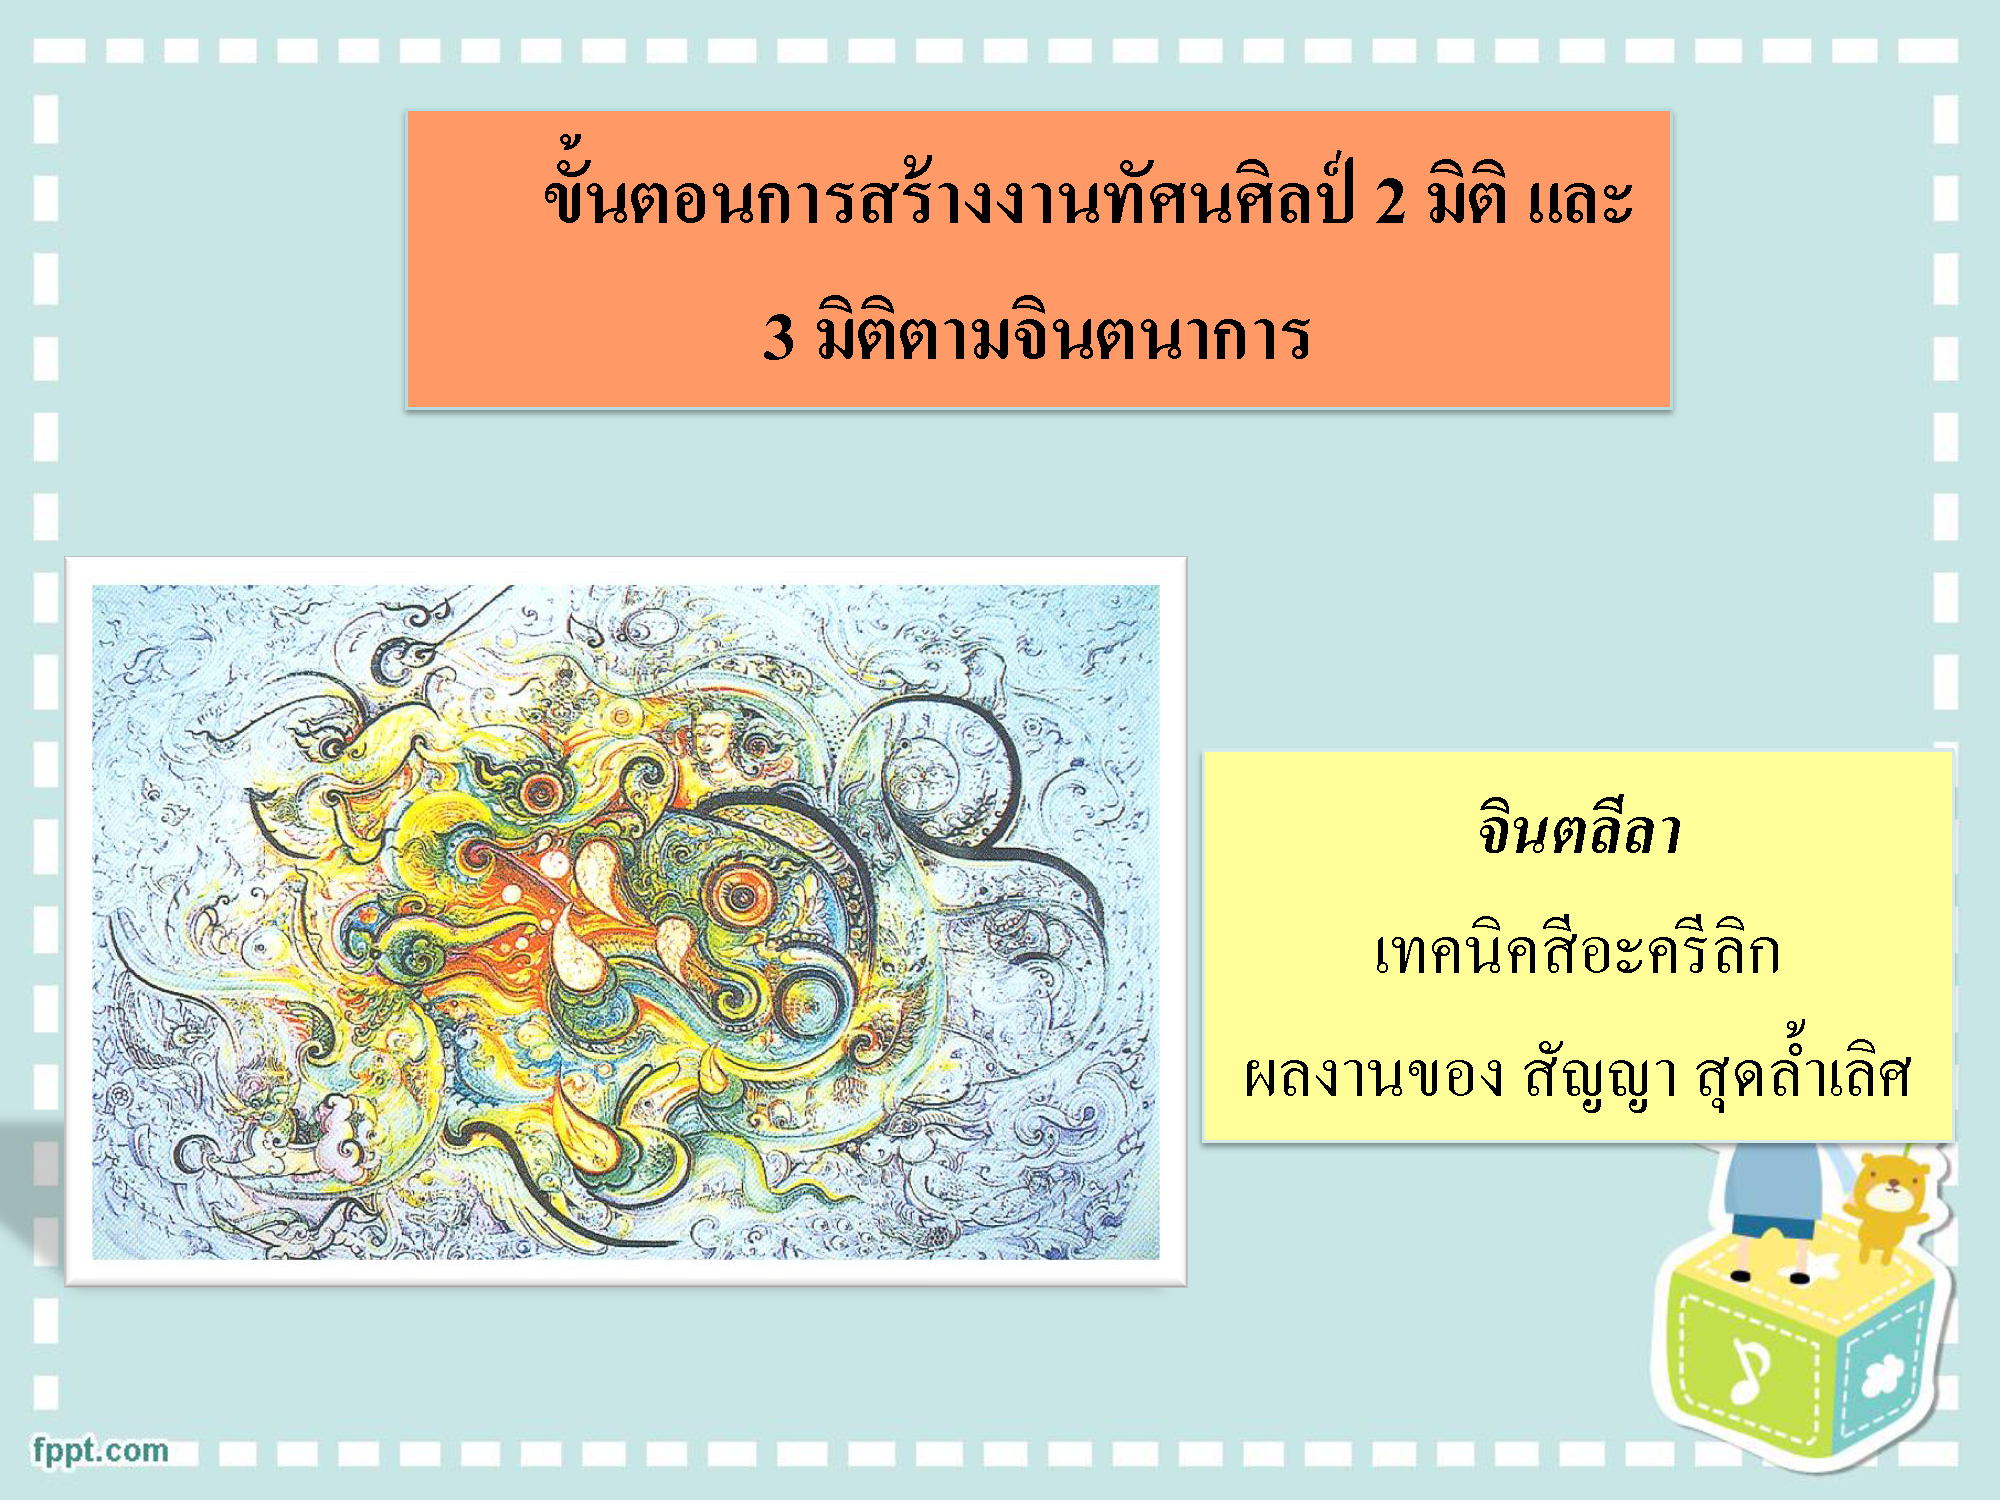 ขั้นตอนการสร้างงานทัศนศิลป์ 2 มิติ และ
3 มิติตามจินตนาการ
จินตลีลา
เทคนิคสีอะครีลิก
ผลงานของ สัญญา สุดล้ำเลิศ
fppt.com